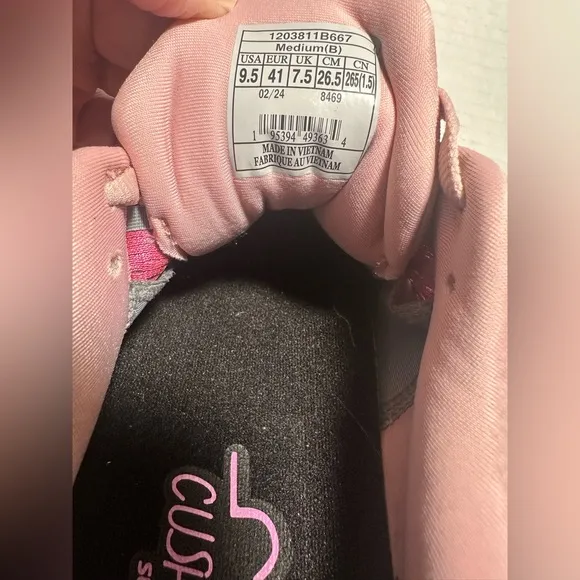 1203811B667
Medium(B)
USA EUR UK CM CN
9.5 41 7.5 26.5 265(1.5)
02/24 8469
1 95394 49363 4
MADE IN VIETNAM
FABRIQUE AU VIETNAM
CUSH